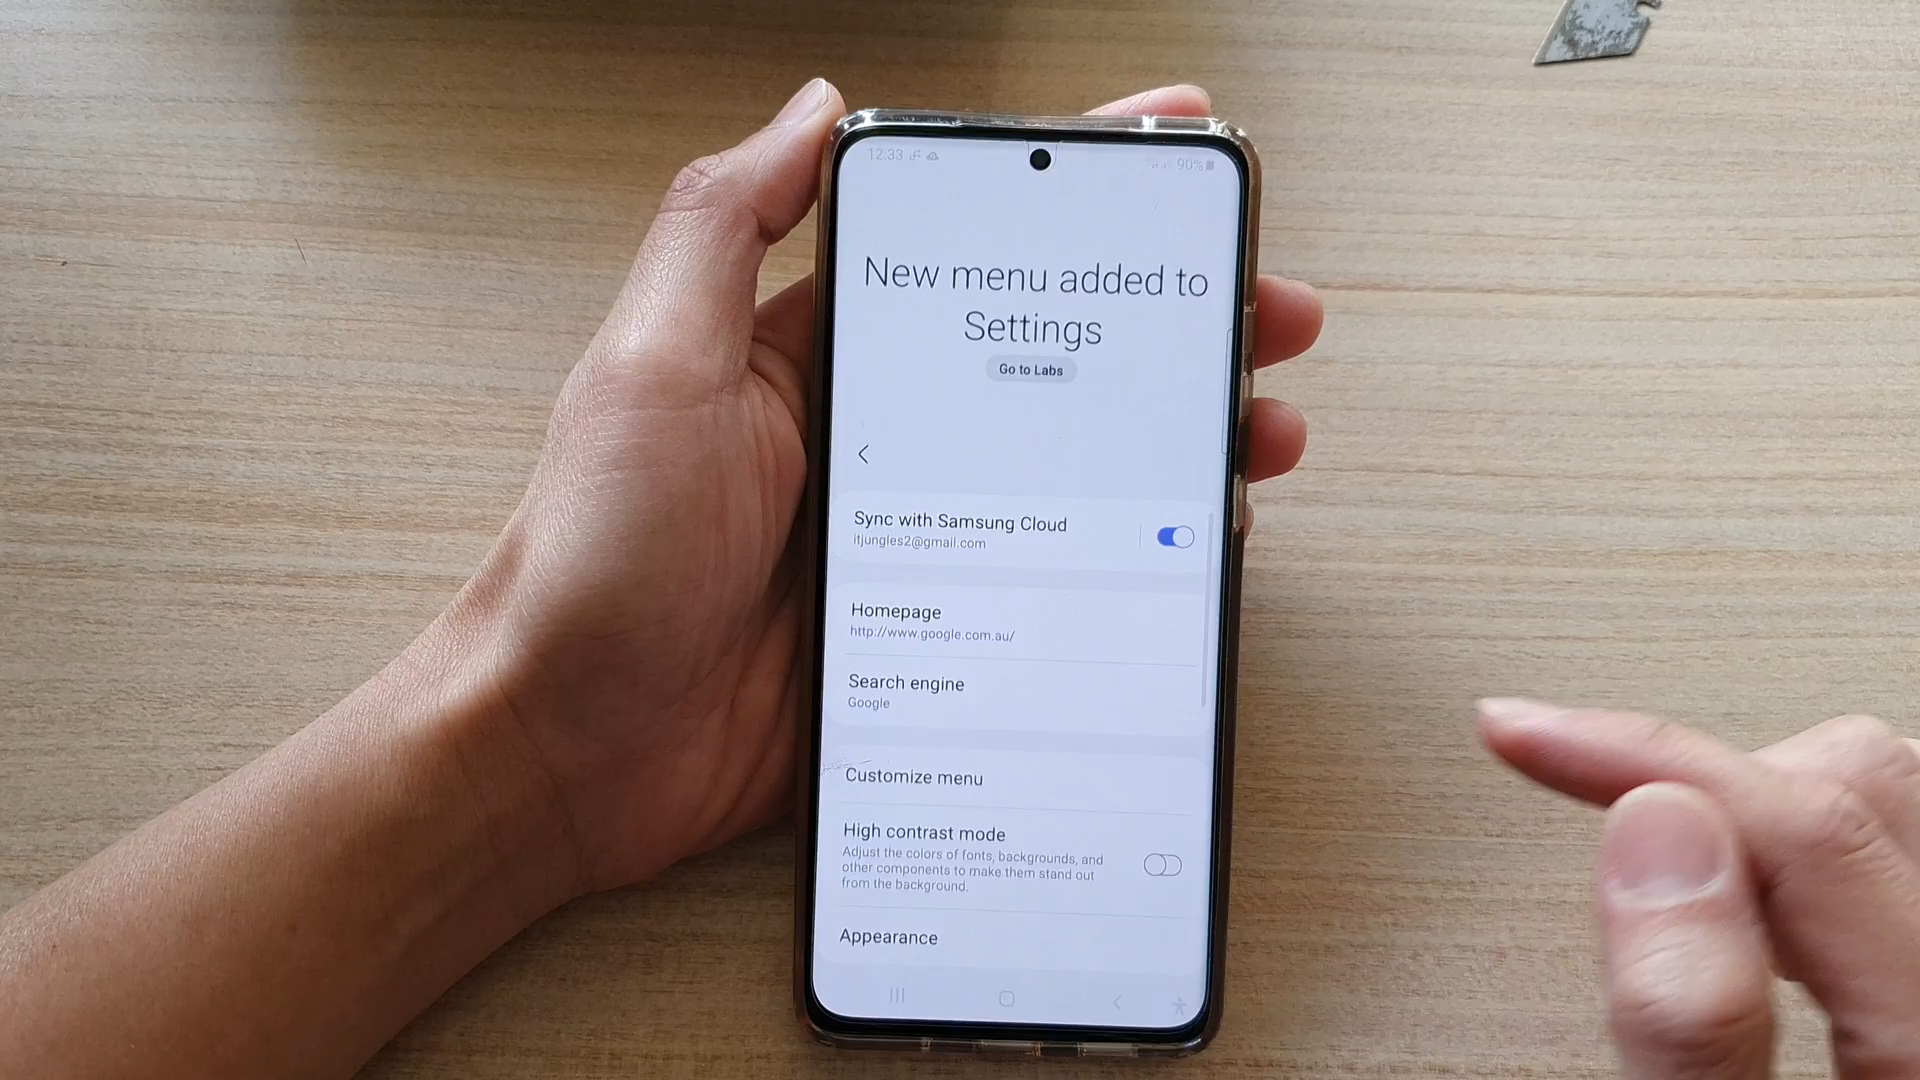 12:33
90%
New menu added to
Settings
Go to Labs
Sync with Samsung Cloud
itjungles2@gmail.com
Homepage
http://www.google.com.au/
Search engine
Google
Customize menu
High contrast mode
Adjust the colors of fonts, backgrounds, and
other components to make them stand out
from the background.
Appearance